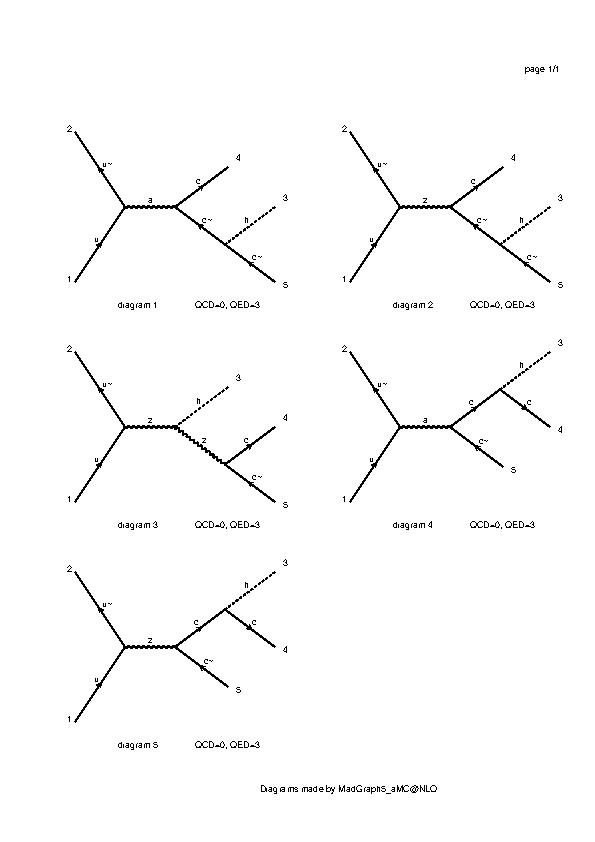 page 1/1
2
u~
4
c
a
3
h
c~
u
c~
1
5
diagram 1 QCD=0, QED=3
2
u~
4
c
z
3
h
c~
u
c~
1
5
diagram 2 QCD=0, QED=3
2
u~
3
h
z
4
c
z
u
c~
1
5
diagram 3 QCD=0, QED=3
2
3
h
u~
c
c
a
4
c~
u
5
1
diagram 4 QCD=0, QED=3
2
3
h
u~
c
c
z
4
c~
u
5
1
diagram 5 QCD=0, QED=3
Diagrams made by MadGraph5_aMC@NLO